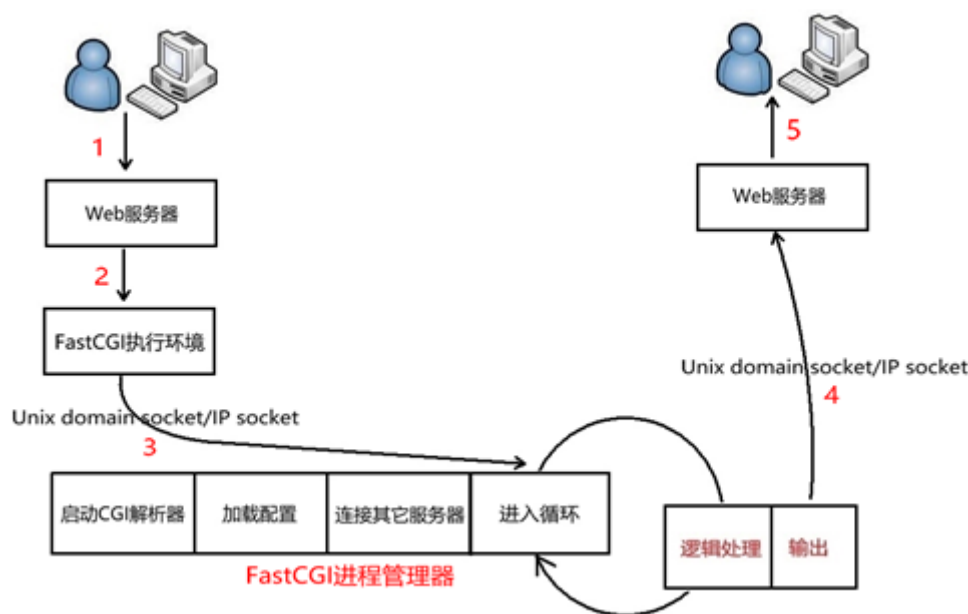 1
5
Web服务器
Web服务器
2
FastCGI执行环境
Unix domain socket/IP socket
4
Unix domain socket/IP socket
3
启动CGI解析器
加载配置
连接其它服务器
进入循环
逻辑处理
输出
FastCGI进程管理器